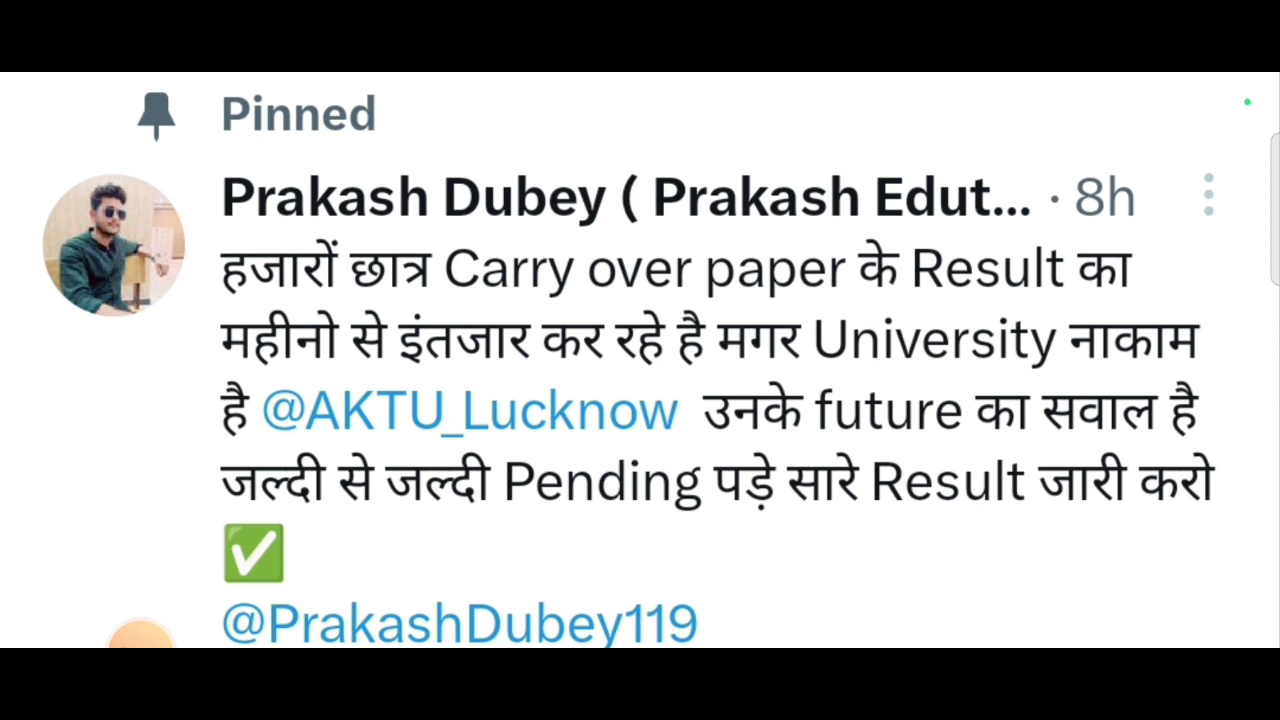 Pinned
Prakash Dubey ( Prakash Edut... · 8h
हजारों छात्र Carry over paper के Result का
महीनो से इंतजार कर रहे है मगर University नाकाम
है @AKTU_Lucknow उनके future का सवाल है
जल्दी से जल्दी Pending पड़े सारे Result जारी करो
✅
@PrakashDubey119